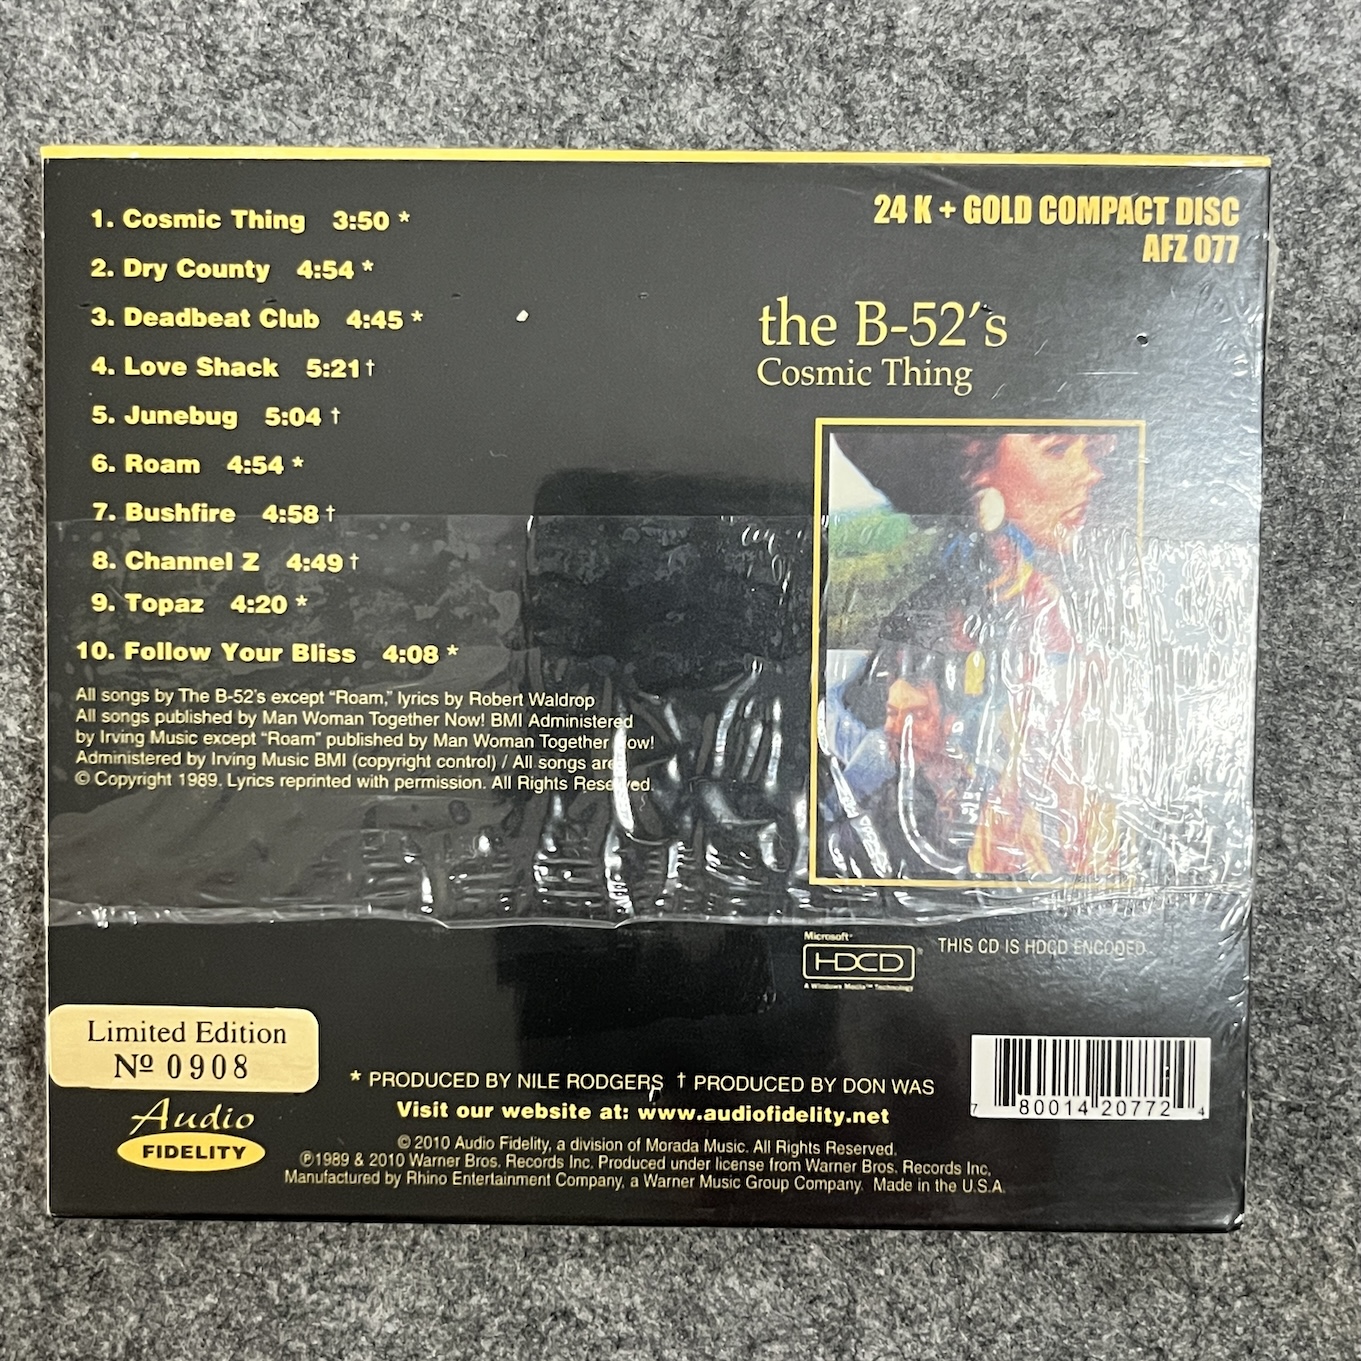 1. Cosmic Thing 3:50 *
2. Dry County 4:54 *
3. Deadbeat Club 4:45 *
4. Love Shack 5:21 †
5. Junebug 5:04 †
6. Roam 4:54 *
7. Bushfire 4:58 †
8. Channel Z 4:49 †
9. Topaz 4:20 *
10. Follow Your Bliss 4:08 *
All songs by The B-52's except “Roam,” lyrics by Robert Waldrop
All songs published by Man Woman Together Now! BMI Administered
by Irving Music except “Roam” published by Man Woman Together Now!
Administered by Irving Music BMI (copyright control) / All songs are
© Copyright 1989. Lyrics reprinted with permission. All Rights Reserved.
24 K + GOLD COMPACT DISC
AFZ 077
the B-52's
Cosmic Thing
Microsoft
HDCD
A Windows Media™ Technology
THIS CD IS HDCD ENCODED
Limited Edition
Nº 0908
Audio
FIDELITY
* PRODUCED BY NILE RODGERS † PRODUCED BY DON WAS
Visit our website at: www.audiofidelity.net
© 2010 Audio Fidelity, a division of Morada Music. All Rights Reserved.
℗1989 & 2010 Warner Bros. Records Inc. Produced under license from Warner Bros. Records Inc,
Manufactured by Rhino Entertainment Company, a Warner Music Group Company. Made in the U.S.A.
7 80014 20772 4